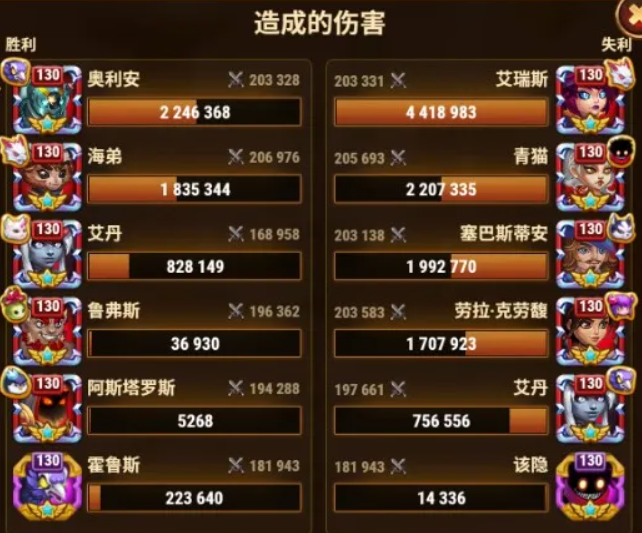 造成的伤害
胜利 失利
130 奥利安 203 328 203 331 艾瑞斯 130
2 246 368 4 418 983
130 海弟 206 976 205 693 青猫 130
1 835 344 2 207 335
130 艾丹 168 958 203 138 塞巴斯蒂安 130
828 149 1 992 770
130 鲁弗斯 196 362 203 583 劳拉·克劳馥 130
36 930 1 707 923
130 阿斯塔罗斯 194 288 197 661 艾丹 130
5268 756 556
130 霍鲁斯 181 943 181 943 该隐 130
223 640 14 336